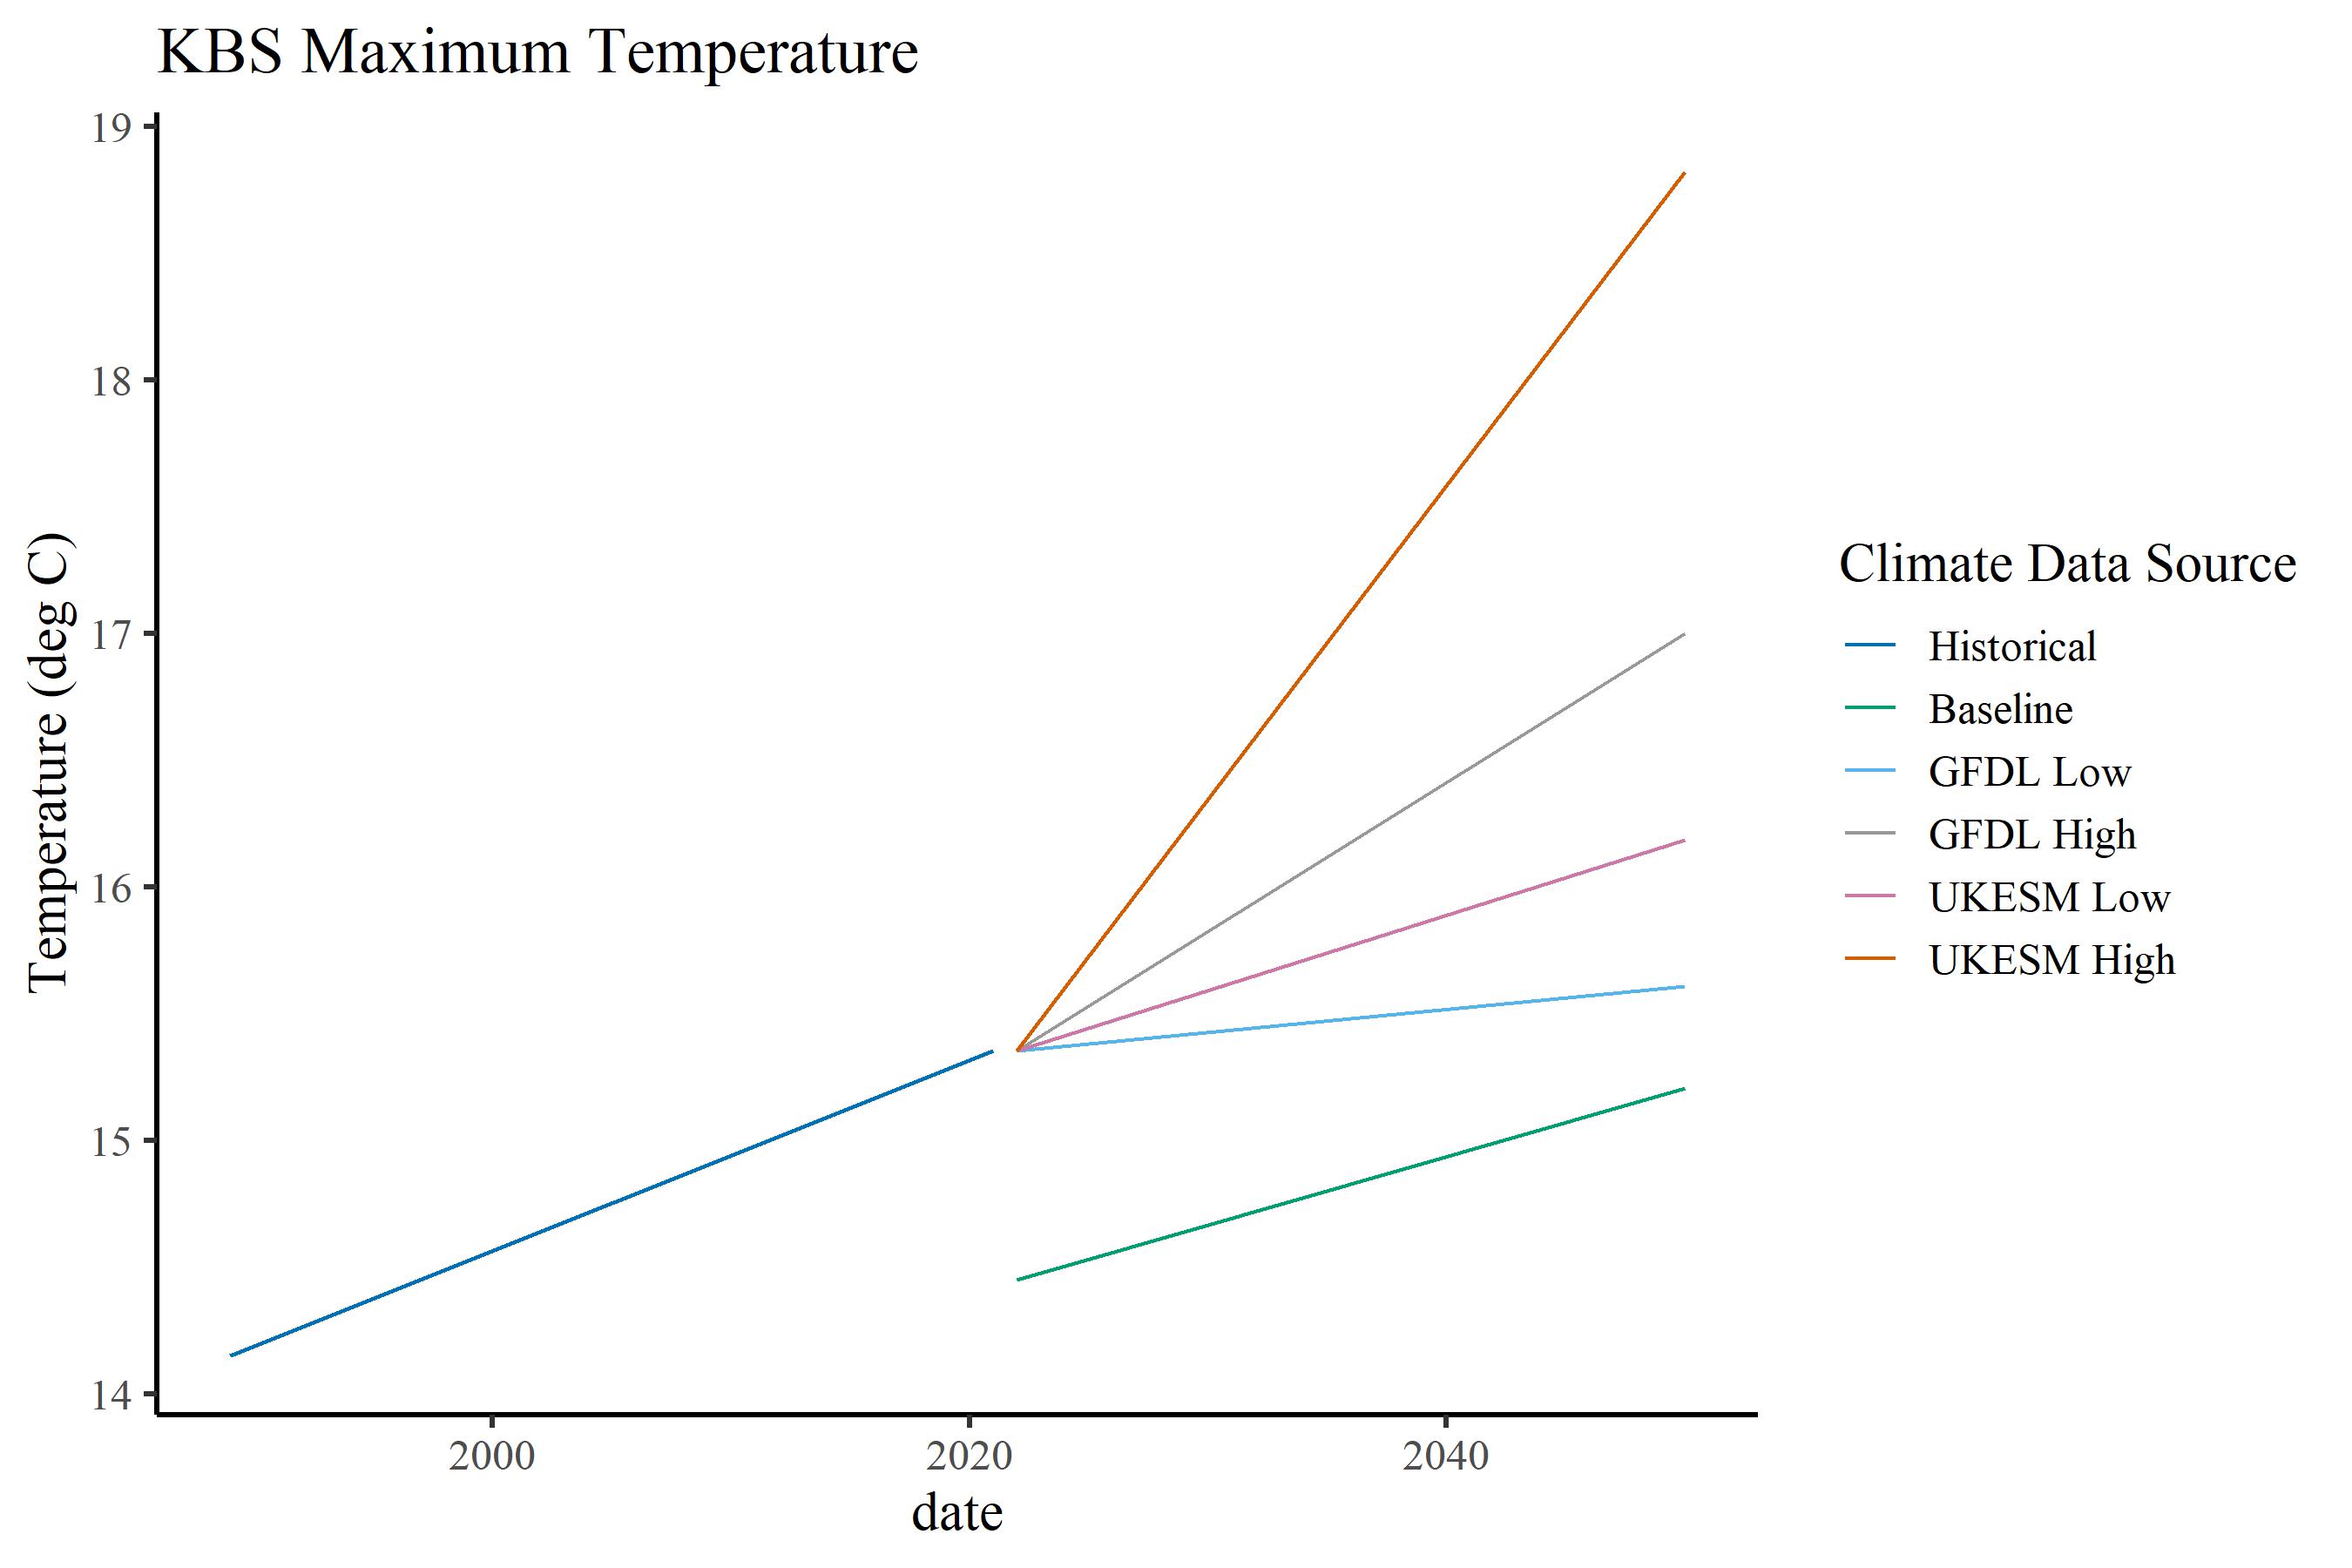 KBS Maximum Temperature
19
18
17
16
15
14
Temperature (deg C)
2000
2020
2040
date
Climate Data Source
Historical
Baseline
GFDL Low
GFDL High
UKESM Low
UKESM High